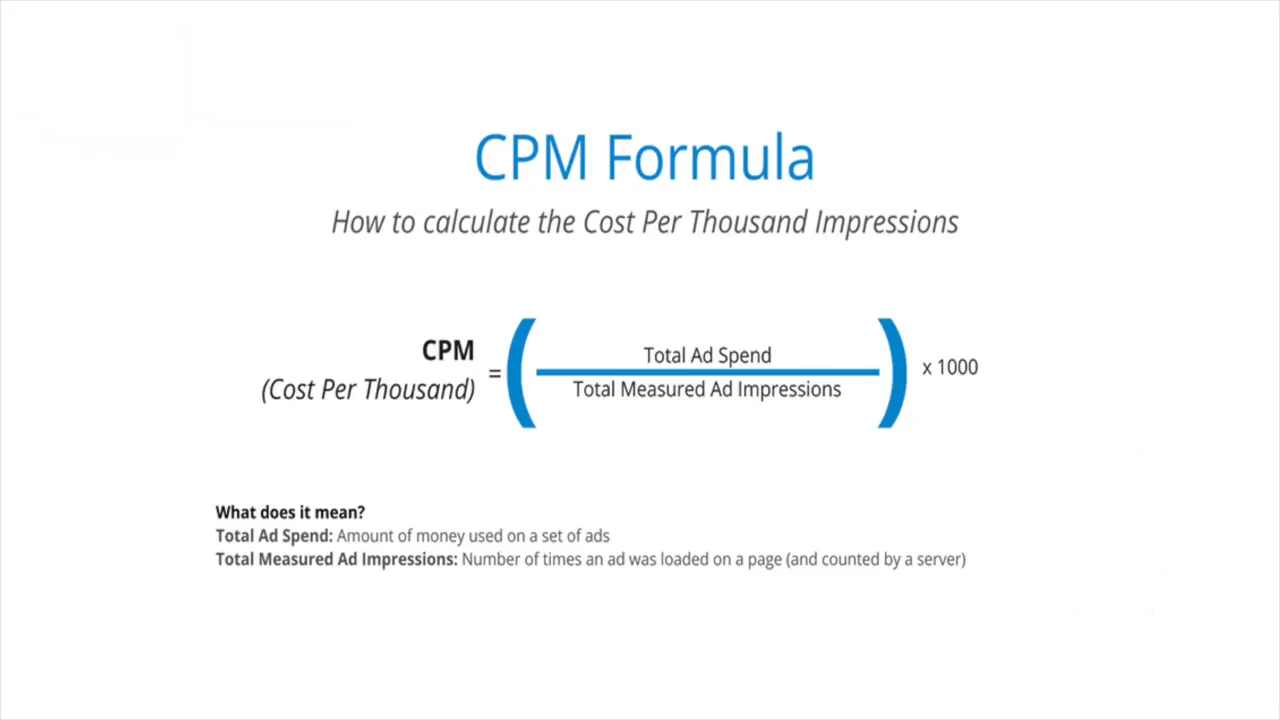 CPM Formula
How to calculate the Cost Per Thousand Impressions
CPM
(Cost Per Thousand)
=
(
Total Ad Spend
Total Measured Ad Impressions
)
x 1000
What does it mean?
Total Ad Spend: Amount of money used on a set of ads
Total Measured Ad Impressions: Number of times an ad was loaded on a page (and counted by a server)